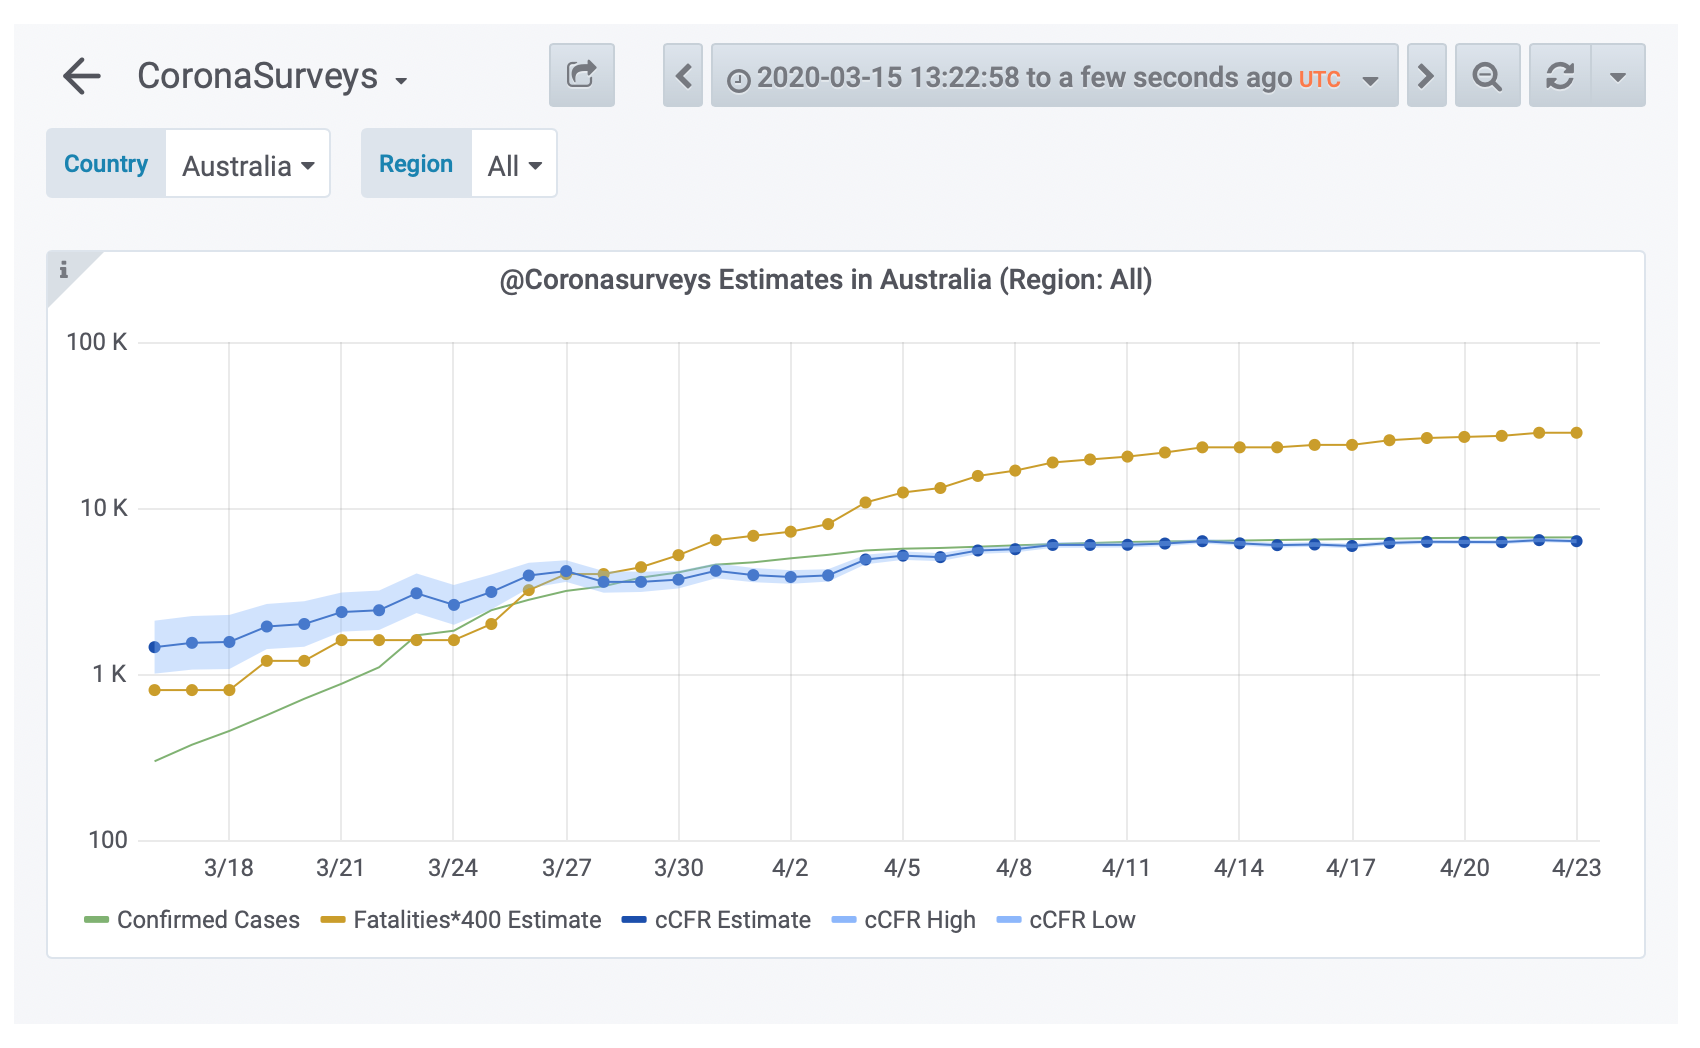 CoronaSurveys
2020-03-15 13:22:58 to a few seconds ago UTC
Country Australia Region All
i
@Coronasurveys Estimates in Australia (Region: All)
100 K
10 K
1 K
100
3/18 3/21 3/24 3/27 3/30 4/2 4/5 4/8 4/11 4/14 4/17 4/20 4/23
Confirmed Cases Fatalities*400 Estimate cCFR Estimate cCFR High cCFR Low